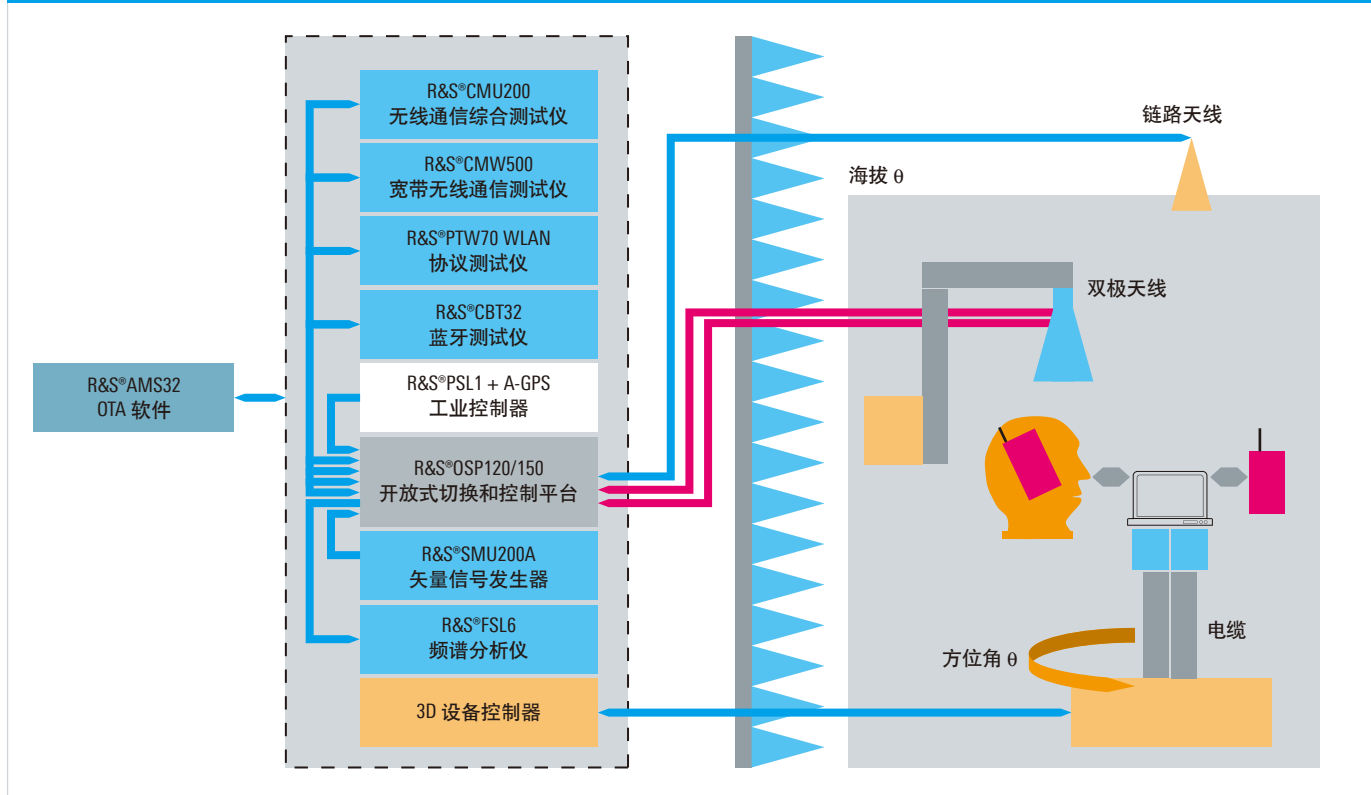 R&S®AMS32
OTA 软件
R&S®CMU200
无线通信综合测试仪
R&S®CMW500
宽带无线通信测试仪
R&S®PTW70 WLAN
协议测试仪
R&S®CBT32
蓝牙测试仪
R&S®PSL1 + A-GPS
工业控制器
R&S®OSP120/150
开放式切换和控制平台
R&S®SMU200A
矢量信号发生器
R&S®FSL6
频谱分析仪
3D 设备控制器
链路天线
海拔 θ
双极天线
电缆
方位角 θ